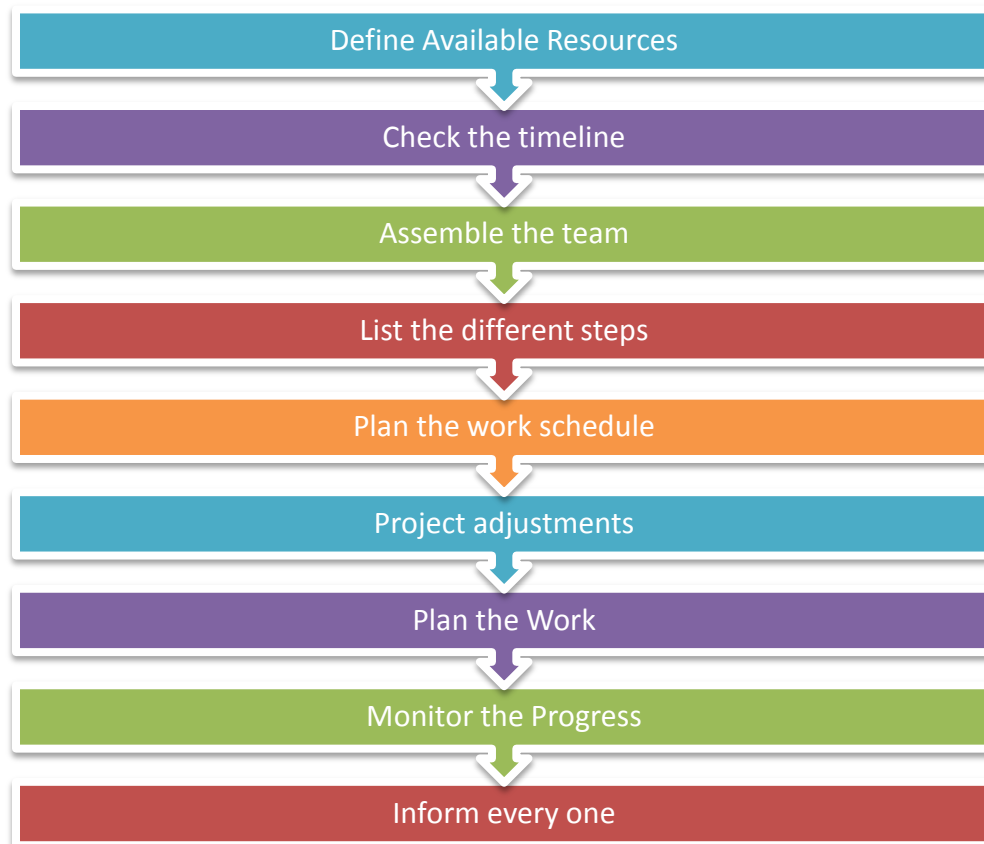 Define Available Resources
Check the timeline
Assemble the team
List the different steps
Plan the work schedule
Project adjustments
Plan the Work
Monitor the Progress
Inform every one